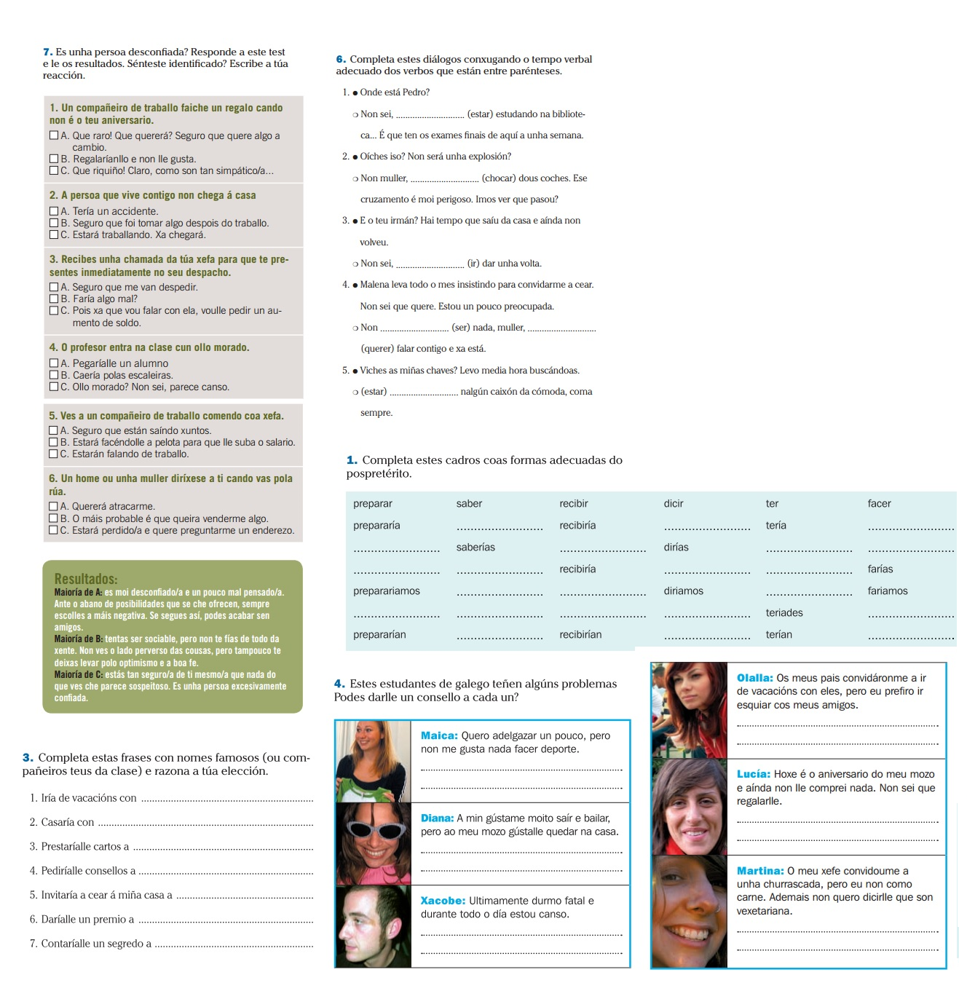 7. Es unha persoa desconfiada? Responde a este test
e le os resultados. Sénteste identificado? Escribe a túa
reacción.
1. Un compañeiro de traballo faiche un regalo cando
non é o teu aniversario.
A. Que raro! Que quererá? Seguro que quere algo a
cambio.
B. Regalaríanllo e non lle gusta.
C. Que riquiño! Claro, como son tan simpático/a...
2. A persoa que vive contigo non chega á casa
A. Tería un accidente.
B. Seguro que foi tomar algo despois do traballo.
C. Estará traballando. Xa chegará.
3. Recibes unha chamada da túa xefa para que te pre-
sentes inmediatamente no seu despacho.
A. Seguro que me van despedir.
B. Faría algo mal?
C. Pois xa que vou falar con ela, voulle pedir un au-
mento de soldo.
4. O profesor entra na clase cun ollo morado.
A. Pegaríalle un alumno
B. Caería polas escaleiras.
C. Ollo morado? Non sei, parece canso.
5. Ves a un compañeiro de traballo comendo coa xefa.
A. Seguro que están saíndo xuntos.
B. Estará facéndolle a pelota para que lle suba o salario.
C. Estarán falando de traballo.
6. Un home ou unha muller diríxese a ti cando vas pola
rúa.
A. Quererá atracarme.
B. O máis probable é que queira venderme algo.
C. Estará perdido/a e quere preguntarme un enderezo.
Resultados:
Maioría de A: es moi desconfiado/a e un pouco mal pensado/a.
Ante o abano de posibilidades que se che ofrecen, sempre
escolles a máis negativa. Se segues así, podes acabar sen
amigos.
Maioría de B: tentas ser sociable, pero non te fías de todo da
xente. Non ves o lado perverso das cousas, pero tampouco te
deixas levar polo optimismo e a boa fe.
Maioría de C: estás tan seguro/a de ti mesmo/a que nada do
que ves che parece sospeitoso. Es unha persoa excesivamente
confiada.
3. Completa estas frases con nomes famosos (ou com-
pañeiros teus da clase) e razona a túa elección.
1. Iría de vacacións con ..........
2. Casaría con ..........
3. Prestaríalle cartos a ..........
4. Pediríalle consellos a ..........
5. Invitaría a cear á miña casa a ..........
6. Daríalle un premio a ..........
7. Contaríalle un segredo a ..........
6. Completa estes diálogos conxugando o tempo verbal
adecuado dos verbos que están entre parénteses.
1. ● Onde está Pedro?
○ Non sei, .......... (estar) estudando na bibliote-
ca... É que ten os exames finais de aquí a unha semana.
2. ● Oíches iso? Non será unha explosión?
○ Non muller, .......... (chocar) dous coches. Ese
cruzamento é moi perigoso. Imos ver que pasou?
3. ● E o teu irmán? Hai tempo que saíu da casa e aínda non
volveu.
○ Non sei, .......... (ir) dar unha volta.
4. ● Malena leva todo o mes insistindo para convidarme a cear.
Non sei que quere. Estou un pouco preocupada.
○ Non .......... (ser) nada, muller, ..........
(querer) falar contigo e xa está.
5. ● Viches as miñas chaves? Levo media hora buscándoas.
○ (estar) .......... nalgún caixón da cómoda, coma
sempre.
1. Completa estes cadros coas formas adecuadas do
pospretérito.
preparar saber recibir dicir ter facer
prepararía .......... recibiría .......... tería ..........
.......... saberías .......... dirías .......... ..........
.......... .......... recibiría .......... .......... farías
preparariamos .......... .......... diriamos .......... fariamos
.......... .......... .......... .......... teriades ..........
prepararían .......... recibirían .......... terían ..........
4. Estes estudantes de galego teñen algúns problemas
Podes darlle un consello a cada un?
Maica: Quero adelgazar un pouco, pero
non me gusta nada facer deporte.
Diana: A min gústame moito saír e bailar,
pero ao meu mozo gústalle quedar na casa.
Xacobe: Ultimamente durmo fatal e
durante todo o día estou canso.
Olalla: Os meus pais convidáronme a ir
de vacacións con eles, pero eu prefiro ir
esquiar cos meus amigos.
Lucía: Hoxe é o aniversario do meu mozo
e aínda non lle comprei nada. Non sei que
regalarlle.
Martina: O meu xefe convidoume a
unha churrascada, pero eu non como
carne. Ademais non quero dicirlle que son
vexetariana.